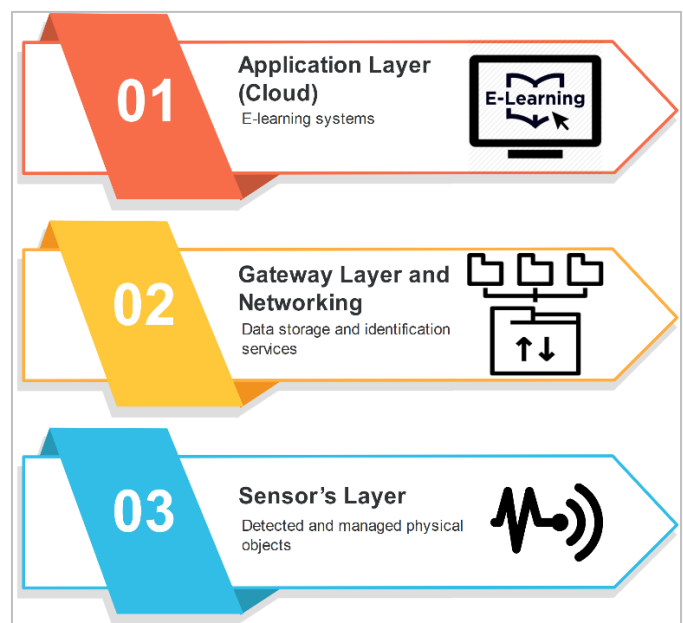 01
Application Layer
(Cloud)
E-learning systems
E-Learning
02
Gateway Layer and
Networking
Data storage and identification
services
03
Sensor's Layer
Detected and managed physical
objects